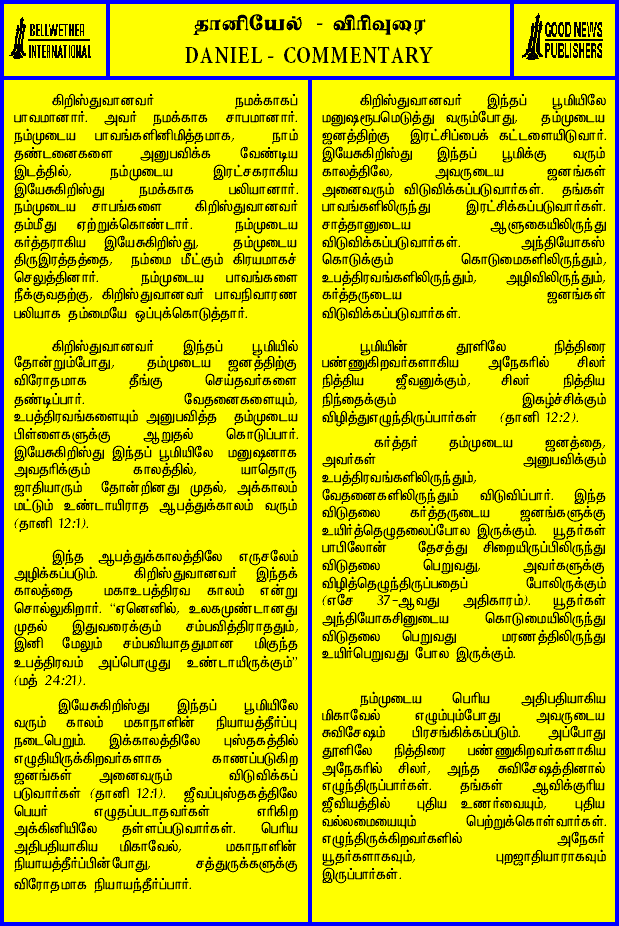 BELLWETHER
INTERNATIONAL
தானியேல் - விரிவுரை
DANIEL - COMMENTARY
GOOD NEWS
PUBLISHERS
கிறிஸ்துவானவர் நமக்காகப்
பாவமானார். அவர் நமக்காக சாபமானார்.
நம்முடைய பாவங்களினிமித்தமாக, நாம்
தண்டனைகளை அனுபவிக்க வேண்டிய
இடத்தில், நம்முடைய இரட்சகராகிய
இயேசுகிறிஸ்து நமக்காக பலியானார்.
நம்முடைய சாபங்களை கிறிஸ்துவானவர்
தம்மீது ஏற்றுக்கொண்டார். நம்முடைய
கர்த்தராகிய இயேசுகிறிஸ்து, தம்முடைய
திருஇரத்தத்தை, நம்மை மீட்கும் கிரயமாகச்
செலுத்தினார். நம்முடைய பாவங்களை
நீக்குவதற்கு, கிறிஸ்துவானவர் பாவநிவாரண
பலியாக தம்மையே ஒப்புக்கொடுத்தார்.
கிறிஸ்துவானவர் இந்தப் பூமியில்
தோன்றும்போது, தம்முடைய ஜனத்திற்கு
விரோதமாக தீங்கு செய்தவர்களை
தண்டிப்பார். வேதனைகளையும்,
உபத்திரவங்களையும் அனுபவித்த தம்முடைய
பிள்ளைகளுக்கு ஆறுதல் கொடுப்பார்.
இயேசுகிறிஸ்து இந்தப் பூமியிலே மனுஷனாக
அவதரிக்கும் காலத்தில், யாதொரு
ஜாதியாரும் தோன்றினது முதல், அக்காலம்
மட்டும் உண்டாயிராத ஆபத்துக்காலம் வரும்
(தானி 12:1).
இந்த ஆபத்துக்காலத்திலே எருசலேம்
அழிக்கப்படும். கிறிஸ்துவானவர் இந்தக்
காலத்தை மகாஉபத்திரவ காலம் என்று
சொல்லுகிறார். "ஏனெனில், உலகமுண்டானது
முதல் இதுவரைக்கும் சம்பவித்திராததும்,
இனி மேலும் சம்பவியாததுமான மிகுந்த
உபத்திரவம் அப்பொழுது உண்டாயிருக்கும்"
(மத் 24:21).
இயேசுகிறிஸ்து இந்தப் பூமியிலே
வரும் காலம் மகாநாளின் நியாயத்தீர்ப்பு
நடைபெறும். இக்காலத்திலே புஸ்தகத்தில்
எழுதியிருக்கிறவர்களாக காணப்படுகிற
ஜனங்கள் அனைவரும் விடுவிக்கப்
படுவார்கள் (தானி 12:1). ஜீவப்புஸ்தகத்திலே
பெயர் எழுதப்படாதவர்கள் எரிகிற
அக்கினியிலே தள்ளப்படுவார்கள். பெரிய
அதிபதியாகிய மிகாவேல், மகாநாளின்
நியாயத்தீர்ப்பின்போது, சத்துருக்களுக்கு
விரோதமாக நியாயந்தீர்ப்பார்.
கிறிஸ்துவானவர் இந்தப் பூமியிலே
மனுஷரூபமெடுத்து வரும்போது, தம்முடைய
ஜனத்திற்கு இரட்சிப்பைக் கட்டளையிடுவார்.
இயேசுகிறிஸ்து இந்தப் பூமிக்கு வரும்
காலத்திலே, அவருடைய ஜனங்கள்
அனைவரும் விடுவிக்கப்படுவார்கள். தங்கள்
பாவங்களிலிருந்து இரட்சிக்கப்படுவார்கள்.
சாத்தானுடைய ஆளுகையிலிருந்து
விடுவிக்கப்படுவார்கள். அந்தியோகஸ்
கொடுக்கும் கொடுமைகளிலிருந்தும்,
உபத்திரவங்களிலிருந்தும், அழிவிலிருந்தும்,
கர்த்தருடைய ஜனங்கள்
விடுவிக்கப்படுவார்கள்.
பூமியின் தூளிலே நித்திரை
பண்ணுகிறவர்களாகிய அநேகரில் சிலர்
நித்திய ஜீவனுக்கும், சிலர் நித்திய
நிந்தைக்கும் இகழ்ச்சிக்கும்
விழித்துஎழுந்திருப்பார்கள் (தானி 12:2).
கர்த்தர் தம்முடைய ஜனத்தை,
அவர்கள் அனுபவிக்கும்
உபத்திரவங்களிலிருந்தும்,
வேதனைகளிலிருந்தும் விடுவிப்பார். இந்த
விடுதலை கர்த்தருடைய ஜனங்களுக்கு
உயிர்த்தெழுதலைப்போல இருக்கும். யூதர்கள்
பாபிலோன் தேசத்து சிறையிருப்பிலிருந்து
விடுதலை பெறுவது, அவர்களுக்கு
விழித்தெழுந்திருப்பதைப் போலிருக்கும்
(எசே 37-ஆவது அதிகாரம்). யூதர்கள்
அந்தியோகசினுடைய கொடுமையிலிருந்து
விடுதலை பெறுவது மரணத்திலிருந்து
உயிர்பெறுவது போல இருக்கும்.
நம்முடைய பெரிய அதிபதியாகிய
மிகாவேல் எழும்பும்போது அவருடைய
சுவிசேஷம் பிரசங்கிக்கப்படும். அப்போது
தூளிலே நித்திரை பண்ணுகிறவர்களாகிய
அநேகரில் சிலர், அந்த சுவிசேஷத்தினால்
எழுந்திருப்பார்கள். தங்கள் ஆவிக்குரிய
ஜீவியத்தில் புதிய உணர்வையும், புதிய
வல்லமையையும் பெற்றுக்கொள்வார்கள்.
எழுந்திருக்கிறவர்களில் அநேகர்
யூதர்களாகவும், புறஜாதியாராகவும்
இருப்பார்கள்.